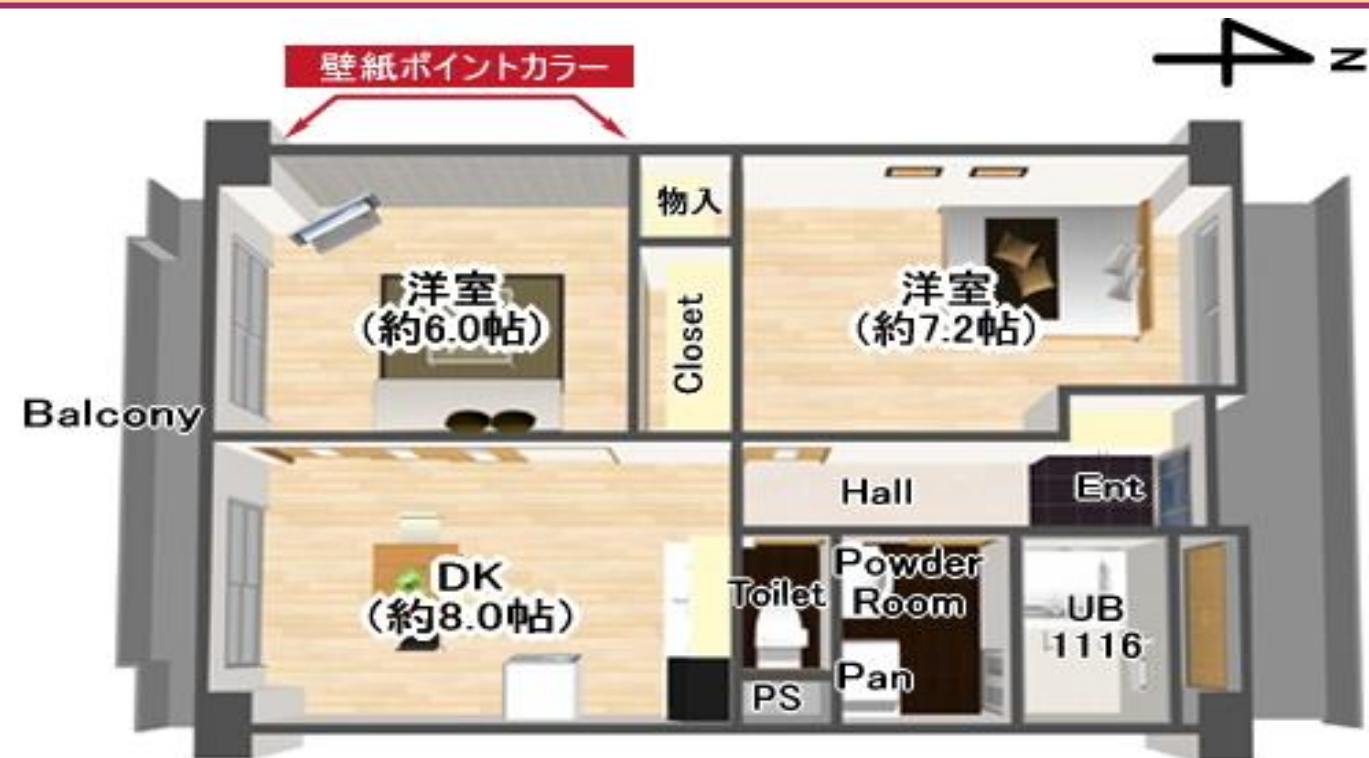 壁紙ポイントカラー
N
物入
洋室
(約6.0帖)
Closet
洋室
(約7.2帖)
Balcony
Hall
Ent
DK
(約8.0帖)
Toilet
Powder
Room
Pan
PS
UB
1116